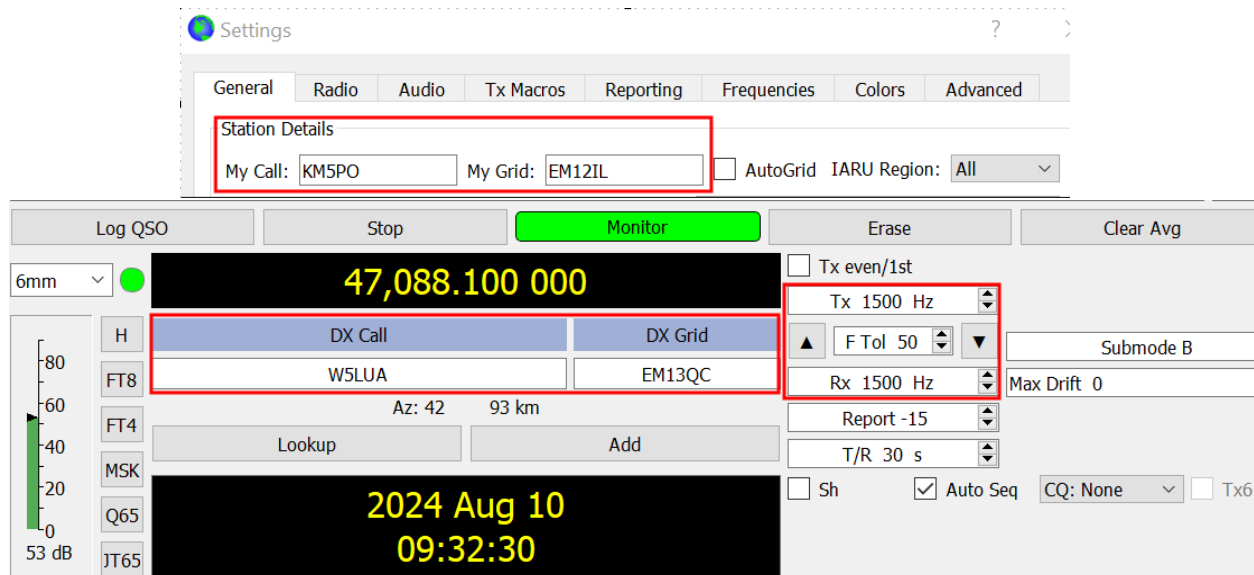 Settings ?
General Radio Audio Tx Macros Reporting Frequencies Colors Advanced
Station Details
My Call: KM5PO My Grid: EM12IL AutoGrid IARU Region: All
Log QSO Stop Monitor Erase Clear Avg
6mm 47,088.100 000 Tx even/1st
Tx 1500 Hz
H DX Call DX Grid ▲ F Tol 50 ▼ Submode B
80 FT8 W5LUA EM13QC Rx 1500 Hz Max Drift 0
60 FT4 Az: 42 93 km Report -15
40 Lookup Add T/R 30 s
MSK
20 Q65 2024 Aug 10 Sh Auto Seq CQ: None Tx6
0
53 dB JT65 09:32:30